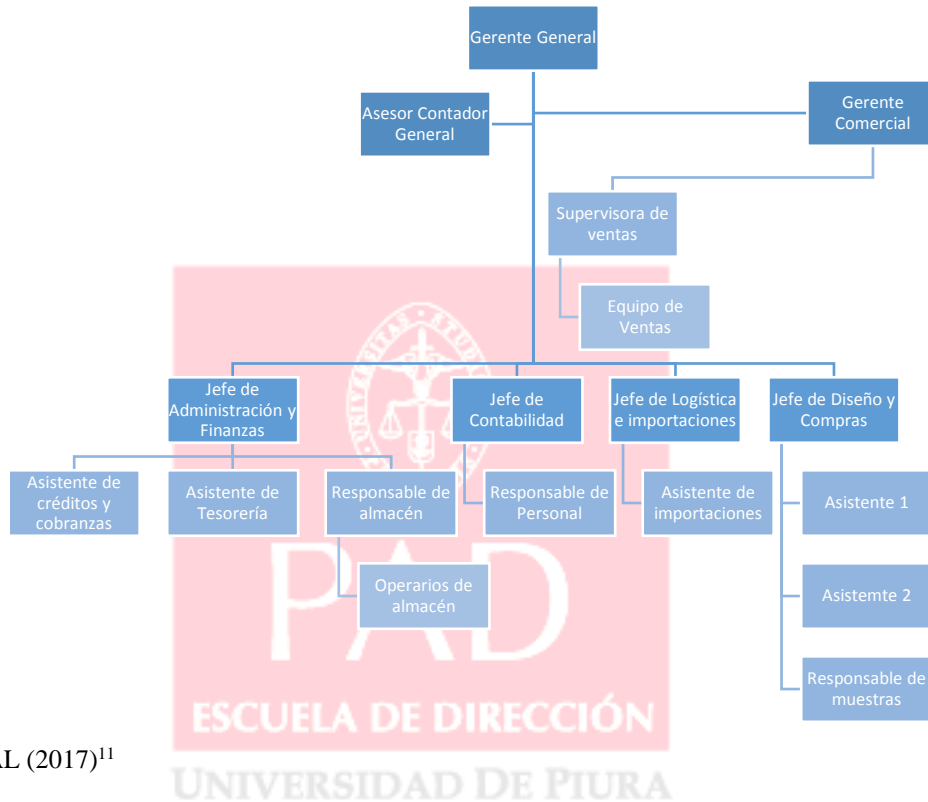 Gerente General
Asesor Contador
General
Gerente
Comercial
Supervisora de
ventas
Equipo de
Ventas
Jefe de
Administración y
Finanzas
Jefe de
Contabilidad
Jefe de Logística
e importaciones
Jefe de Diseño y
Compras
Asistente de
créditos y
cobranzas
Asistente de
Tesorería
Responsable de
almacén
Responsable de
Personal
Asistente de
importaciones
Asistente 1
Operarios de
almacén
Asistemte 2
Responsable de
muestras
PAD
ESCUELA DE DIRECCIÓN
AL (2017)11
UNIVERSIDAD DE PIURA